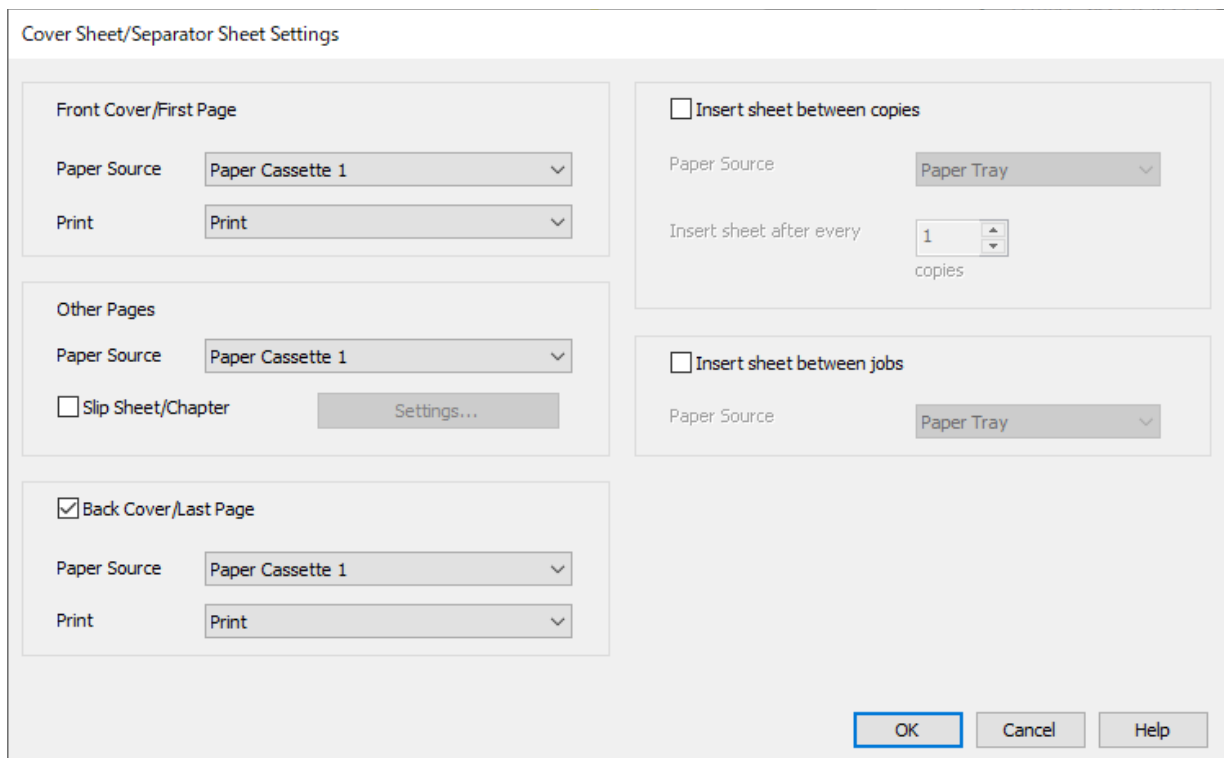 Cover Sheet/Separator Sheet Settings
Front Cover/First Page
Paper Source Paper Cassette 1
Print Print
Other Pages
Paper Source Paper Cassette 1
Slip Sheet/Chapter Settings...
Back Cover/Last Page
Paper Source Paper Cassette 1
Print Print
Insert sheet between copies
Paper Source Paper Tray
Insert sheet after every 1
copies
Insert sheet between jobs
Paper Source Paper Tray
OK Cancel Help